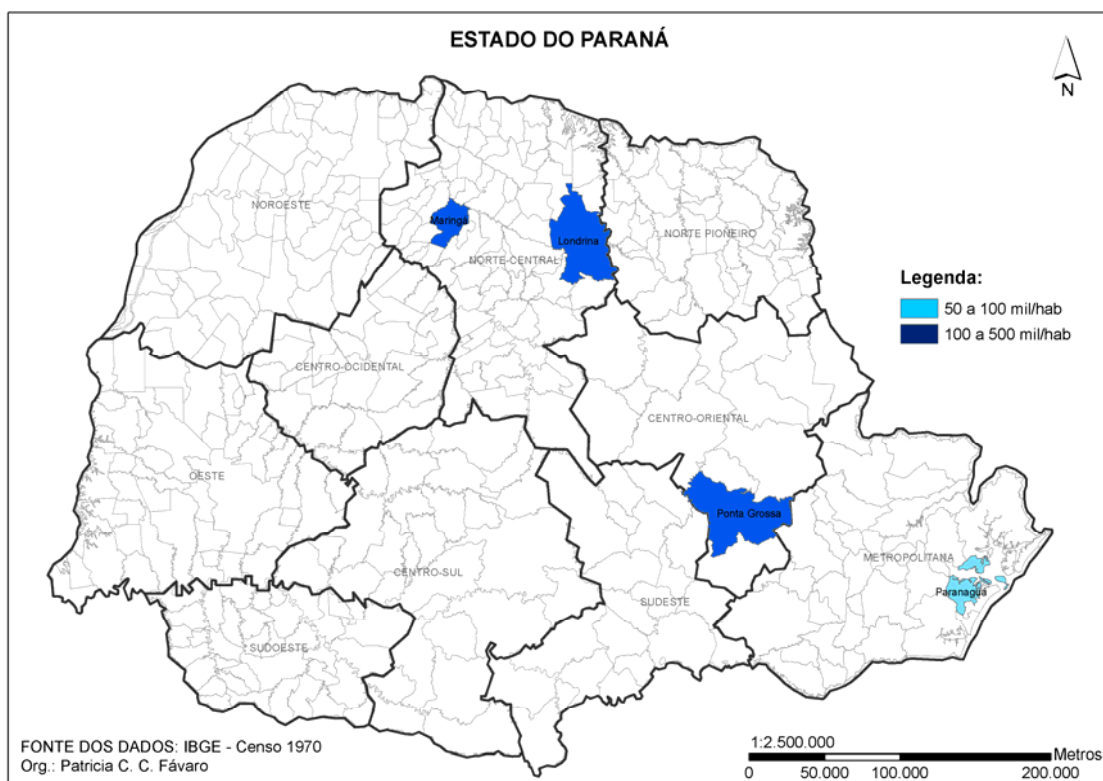 ESTADO DO PARANÁ
N
NOROESTE
Maringá
Londrina
NORTE PIONEIRO
NORTE-CENTRAL
Legenda:
50 a 100 mil/hab
100 a 500 mil/hab
CENTRO-OCIDENTAL
CENTRO-ORIENTAL
OESTE
Ponta Grossa
METROPOLITANA
CENTRO-SUL
Paranaguá
SUDESTE
SUDOESTE
FONTE DOS DADOS: IBGE - Censo 1970
Org.: Patricia C. C. Fávaro
1:2.500.000
Metros
0 50.000 100.000 200.000